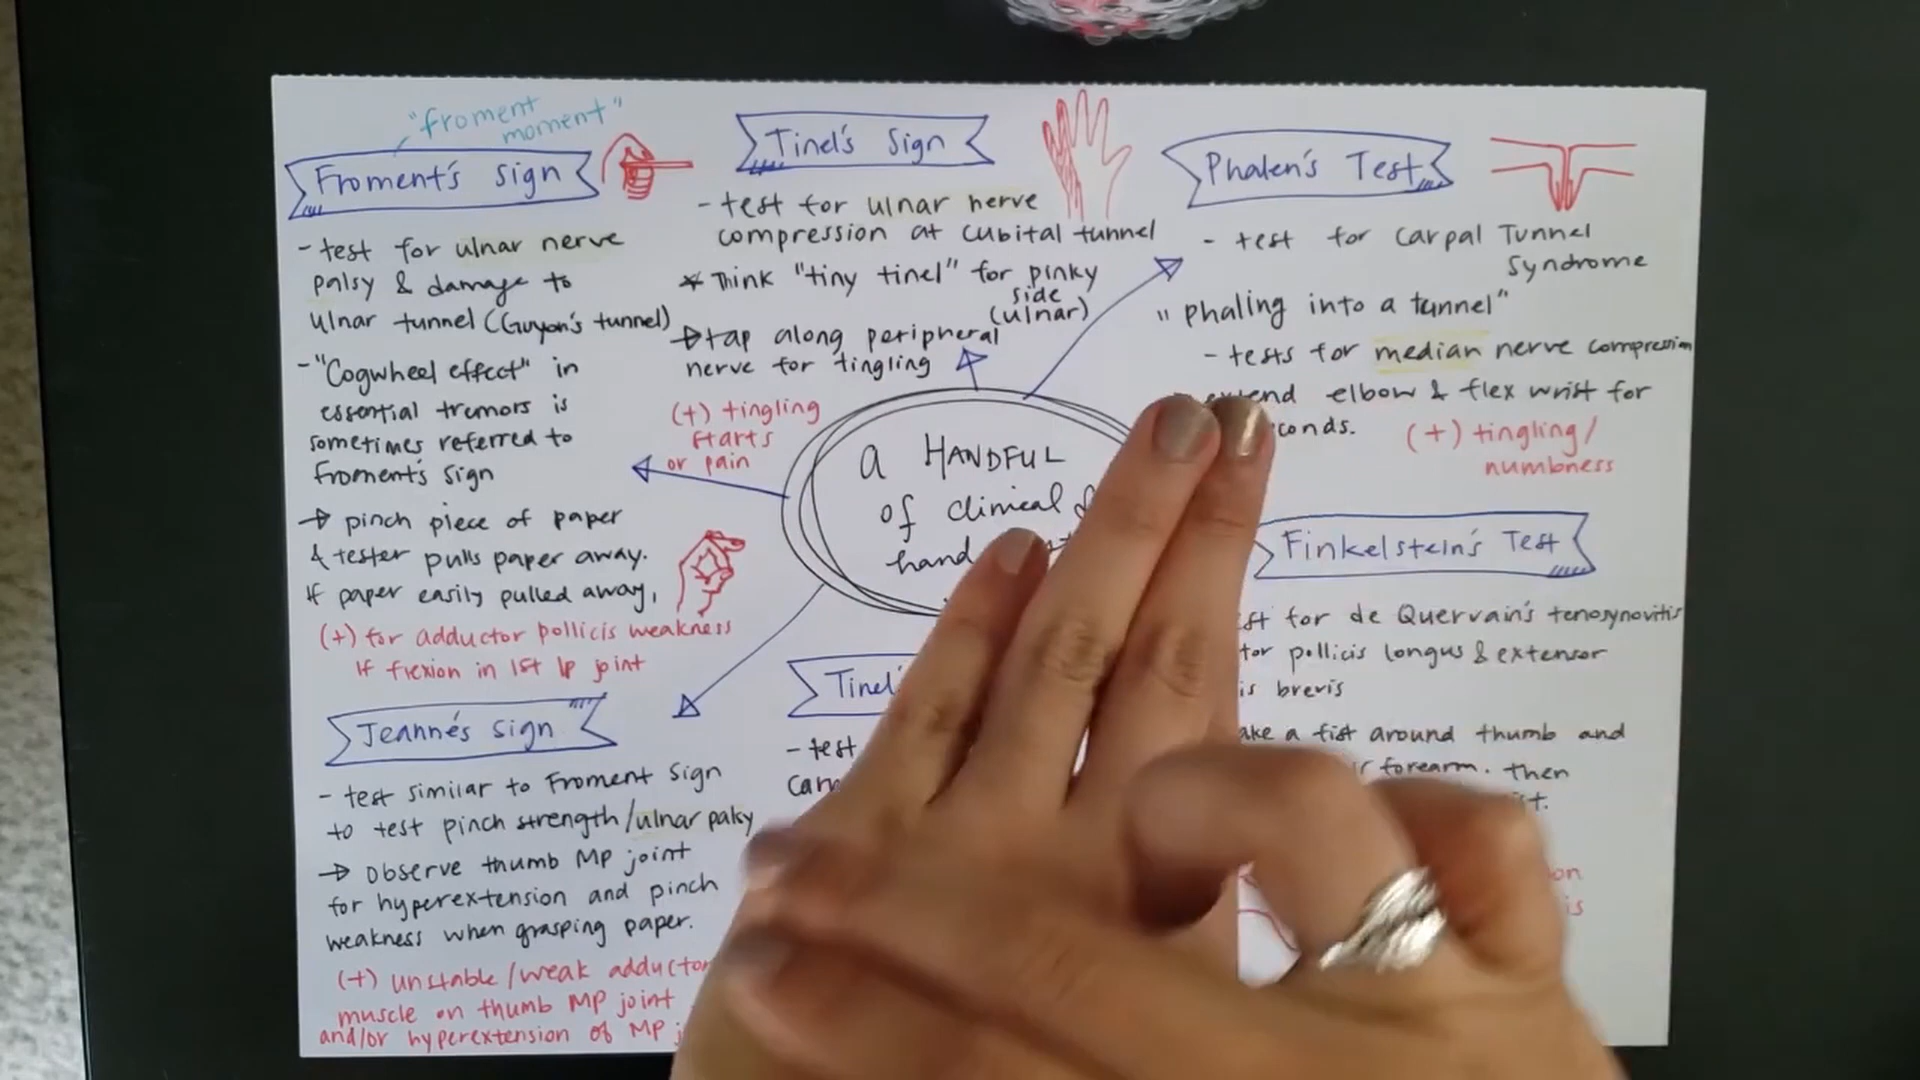 "froment
moment"
Froment's Sign
- test for ulnar nerve
palsy & damage to
ulnar tunnel (Guyon's tunnel)
- "Cogwheel effect" in
essential tremors is
sometimes referred to
froment's sign
→ pinch piece of paper
& tester pulls paper away.
If paper easily pulled away,
(+) for adductor pollicis weakness
if flexion in 1st IP joint
Tinel's Sign
- test for ulnar nerve
compression at cubital tunnel
* Think "tiny tinel" for pinky
side
(ulnar)
→ tap along peripheral
nerve for tingling
(+) tingling
starts
or pain
Phalen's Test
- test for Carpal Tunnel
Syndrome
"phaling into a tunnel"
- tests for median nerve compression
extend elbow & flex wrist for
conds.
(+) tingling/
numbness
a HANDFUL
of clinical
hand
Jeanne's Sign
- test similar to Froment Sign
to test pinch strength/ulnar palsy
→ observe thumb MP joint
for hyperextension and pinch
weakness when grasping paper.
(+) unstable/weak adductor
muscle on thumb MP joint
and/or hyperextension of MP j
Tinel'
- test
Carp
Finkelstein's Test
st for de Quervain's tenosynovitis
tor pollicis longus & extensor
is brevis
ake a fist around thumb and
r forearm. Then
st.
on
is